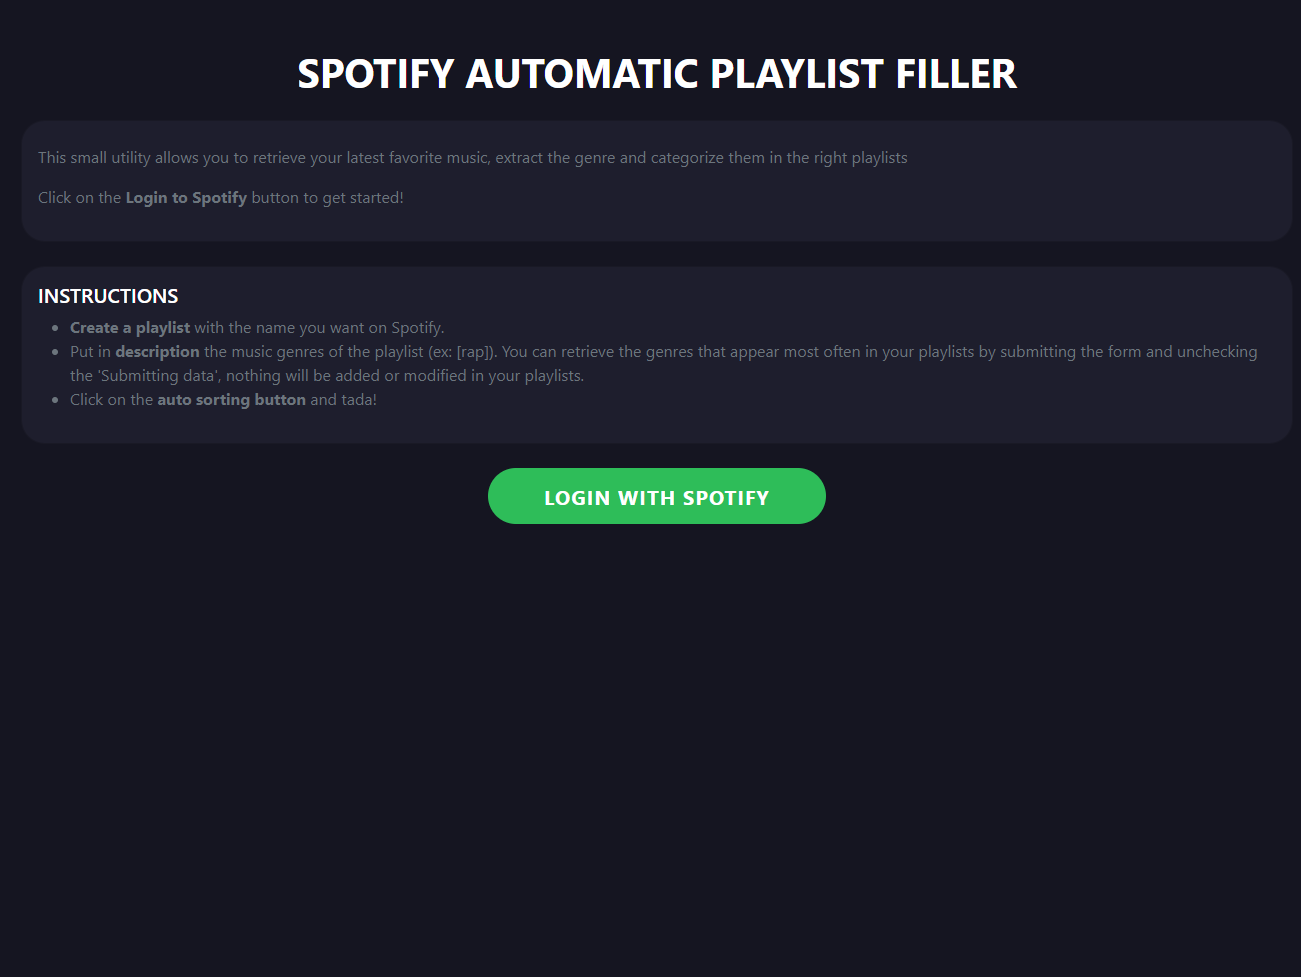 SPOTIFY AUTOMATIC PLAYLIST FILLER
This small utility allows you to retrieve your latest favorite music, extract the genre and categorize them in the right playlists
Click on the Login to Spotify button to get started!
INSTRUCTIONS
Create a playlist with the name you want on Spotify.
Put in description the music genres of the playlist (ex: [rap]). You can retrieve the genres that appear most often in your playlists by submitting the form and unchecking
the 'Submitting data', nothing will be added or modified in your playlists.
Click on the auto sorting button and tada!
LOGIN WITH SPOTIFY